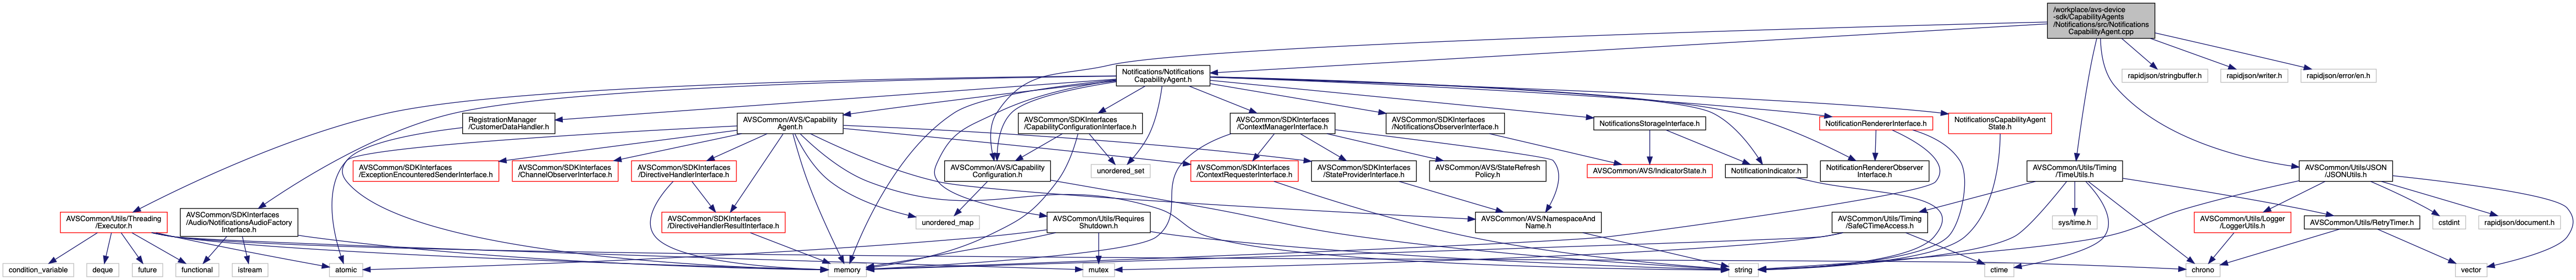 /workplace/avs-device
-sdk/CapabilityAgents
/Notifications/src/Notifications
CapabilityAgent.cpp
Notifications/Notifications
CapabilityAgent.h
rapidjson/stringbuffer.h
rapidjson/writer.h
rapidjson/error/en.h
RegistrationManager
/CustomerDataHandler.h
AVSCommon/AVS/Capability
Agent.h
AVSCommon/SDKInterfaces
/CapabilityConfigurationInterface.h
AVSCommon/SDKInterfaces
/ContextManagerInterface.h
AVSCommon/SDKInterfaces
/NotificationsObserverInterface.h
NotificationsStorageInterface.h
NotificationRendererInterface.h
NotificationsCapabilityAgent
State.h
AVSCommon/SDKInterfaces
/ExceptionEncounteredSenderInterface.h
AVSCommon/SDKInterfaces
/ChannelObserverInterface.h
AVSCommon/SDKInterfaces
/DirectiveHandlerInterface.h
AVSCommon/AVS/Capability
Configuration.h
unordered_set
AVSCommon/SDKInterfaces
/ContextRequesterInterface.h
AVSCommon/SDKInterfaces
/StateProviderInterface.h
AVSCommon/AVS/StateRefresh
Policy.h
AVSCommon/AVS/IndicatorState.h
NotificationIndicator.h
NotificationRendererObserver
Interface.h
AVSCommon/Utils/Timing
/TimeUtils.h
AVSCommon/Utils/JSON
/JSONUtils.h
AVSCommon/Utils/Threading
/Executor.h
AVSCommon/SDKInterfaces
/Audio/NotificationsAudioFactory
Interface.h
AVSCommon/SDKInterfaces
/DirectiveHandlerResultInterface.h
unordered_map
AVSCommon/Utils/Requires
Shutdown.h
AVSCommon/AVS/NamespaceAnd
Name.h
AVSCommon/Utils/Timing
/SafeCTimeAccess.h
sys/time.h
AVSCommon/Utils/Logger
/LoggerUtils.h
AVSCommon/Utils/RetryTimer.h
cstdint
rapidjson/document.h
condition_variable
deque
future
functional
istream
atomic
memory
mutex
string
ctime
chrono
vector